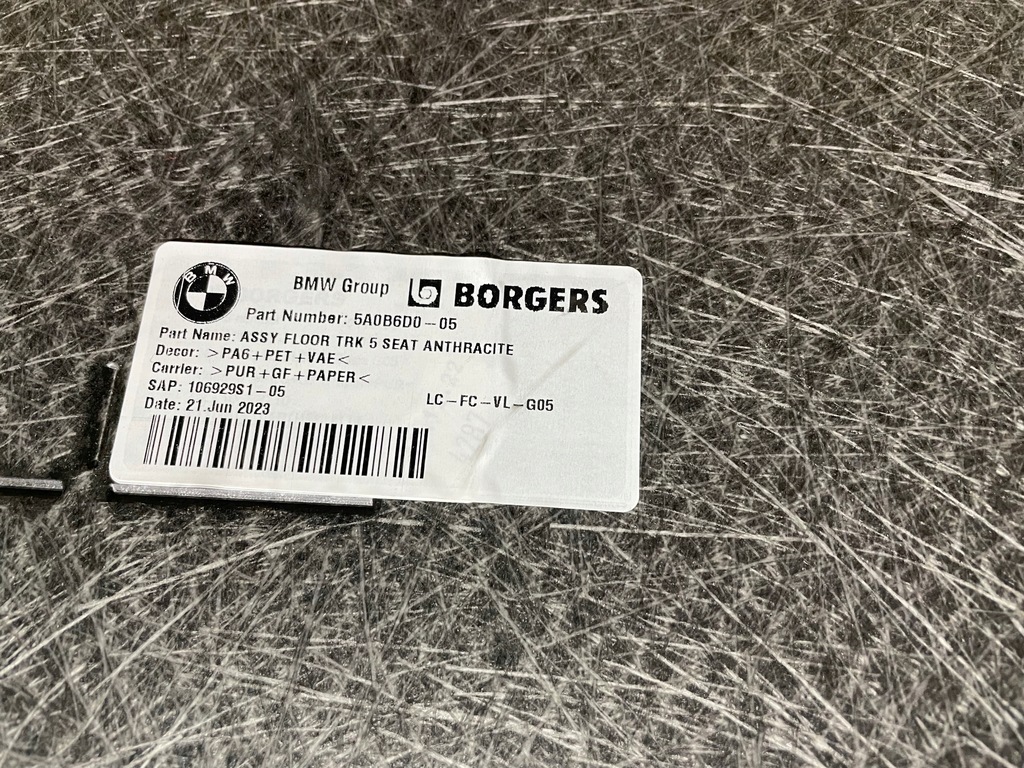 BMW
BMW Group
BORGERS
Part Number: 5A0B6D0-05
Part Name: ASSY FLOOR TRK 5 SEAT ANTHRACITE
Decor: >PA6+PET+VAE<
Carrier: >PUR+GF+PAPER<
SAP: 106929S1-05
LC-FC-VL-G05
Date: 21.Jun 2023